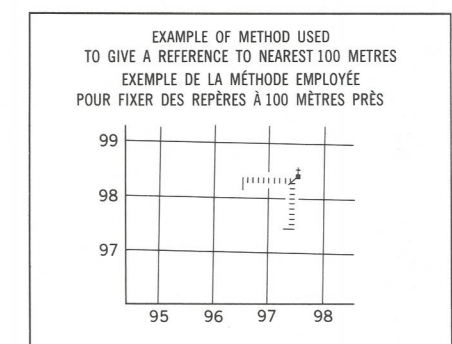 EXAMPLE OF METHOD USED
TO GIVE A REFERENCE TO NEAREST 100 METRES
EXEMPLE DE LA MÉTHODE EMPLOYÉE
POUR FIXER DES REPÈRES À 100 MÈTRES PRÈS
99
98
97
95 96 97 98